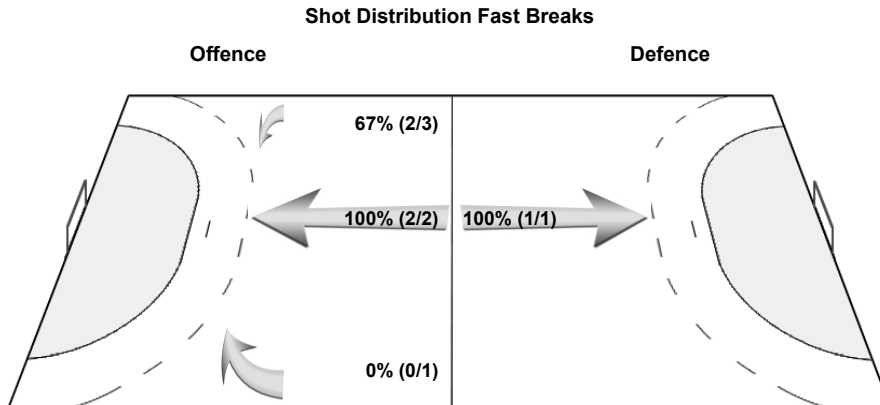 Shot Distribution Fast Breaks
Offence
Defence
67% (2/3)
100% (2/2)
100% (1/1)
0% (0/1)